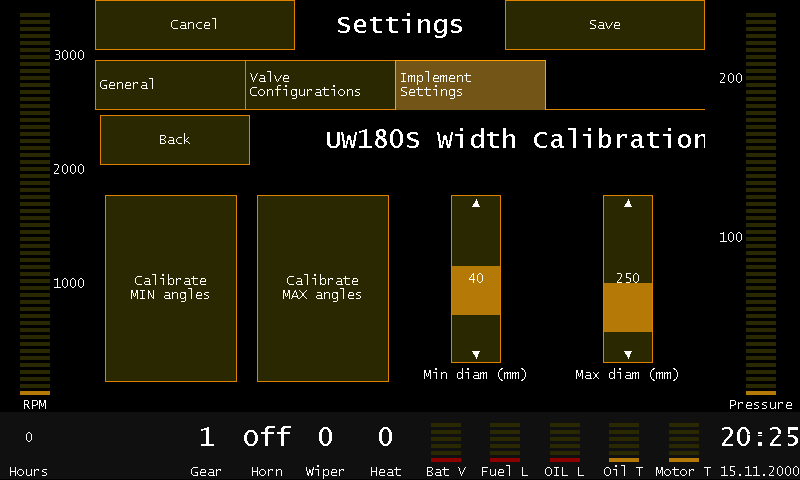 Cancel
Settings
Save
3000
200
General
Valve
Configurations
Implement
Settings
Back
UW180S Width Calibration
2000
100
1000
Calibrate
MIN angles
Calibrate
MAX angles
40
250
Min diam (mm)
Max diam (mm)
RPM
Pressure
0
1
off
0
0
20:25
Hours
Gear
Horn
Wiper
Heat
Bat V
Fuel L
OIL L
Oil T
Motor T
15.11.2000